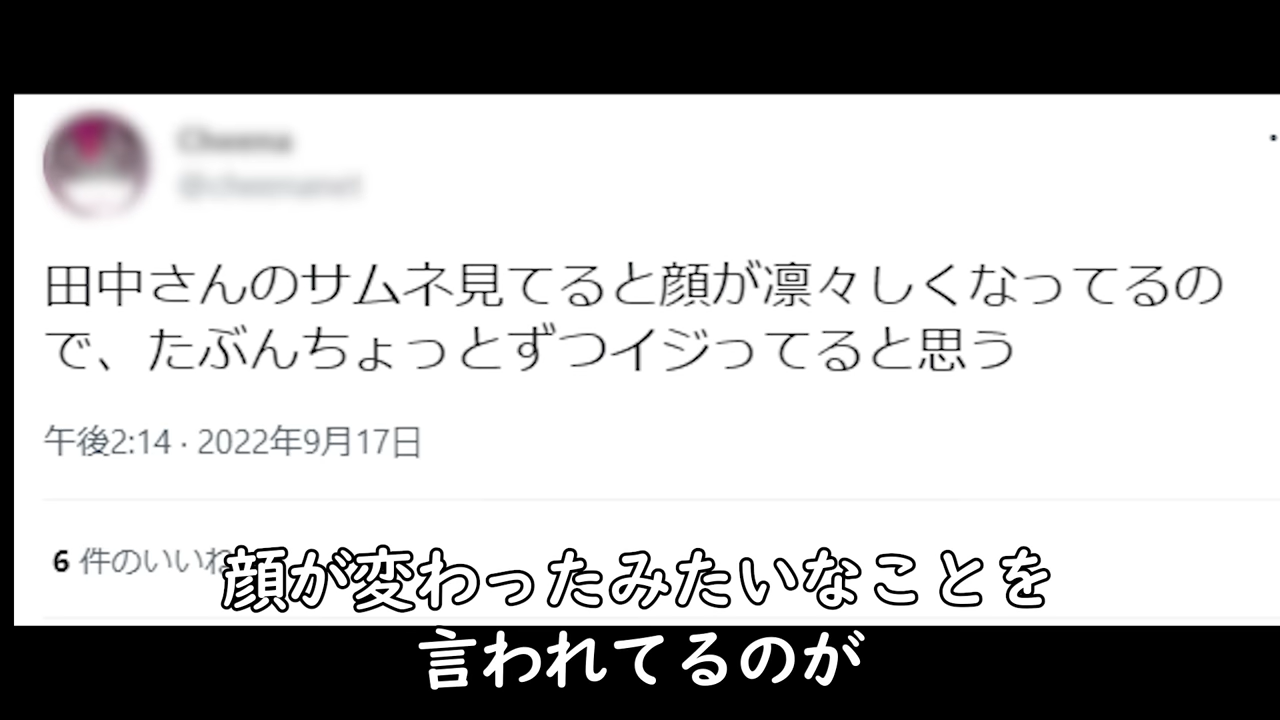 田中さんのサムネ見てると顔が凛々しくなってるの
で、たぶんちょっとずつイジってると思う
午後2:14 · 2022年9月17日
6 件のいいね
顔が変わったみたいなことを
言われてるのが